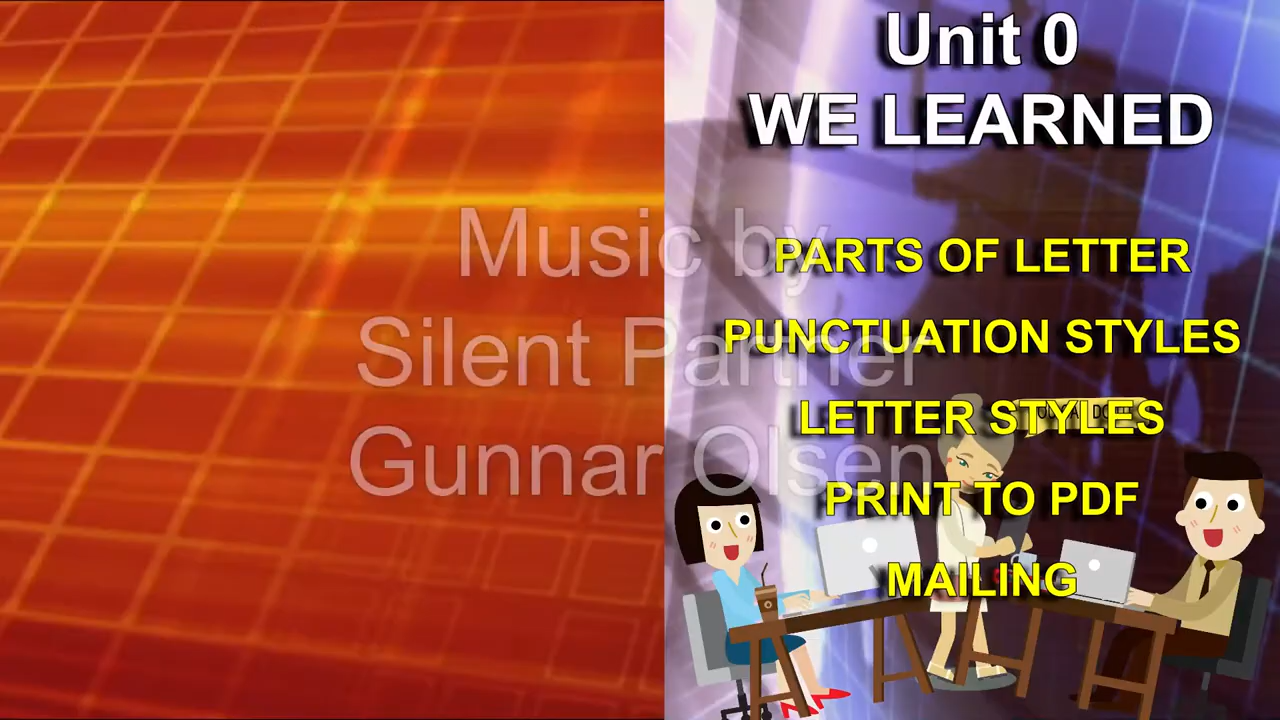 Unit 0
WE LEARNED
Music by
Silent Partner
Gunnar Olsen
PARTS OF LETTER
PUNCTUATION STYLES
LETTER STYLES
PRINT TO PDF
MAILING